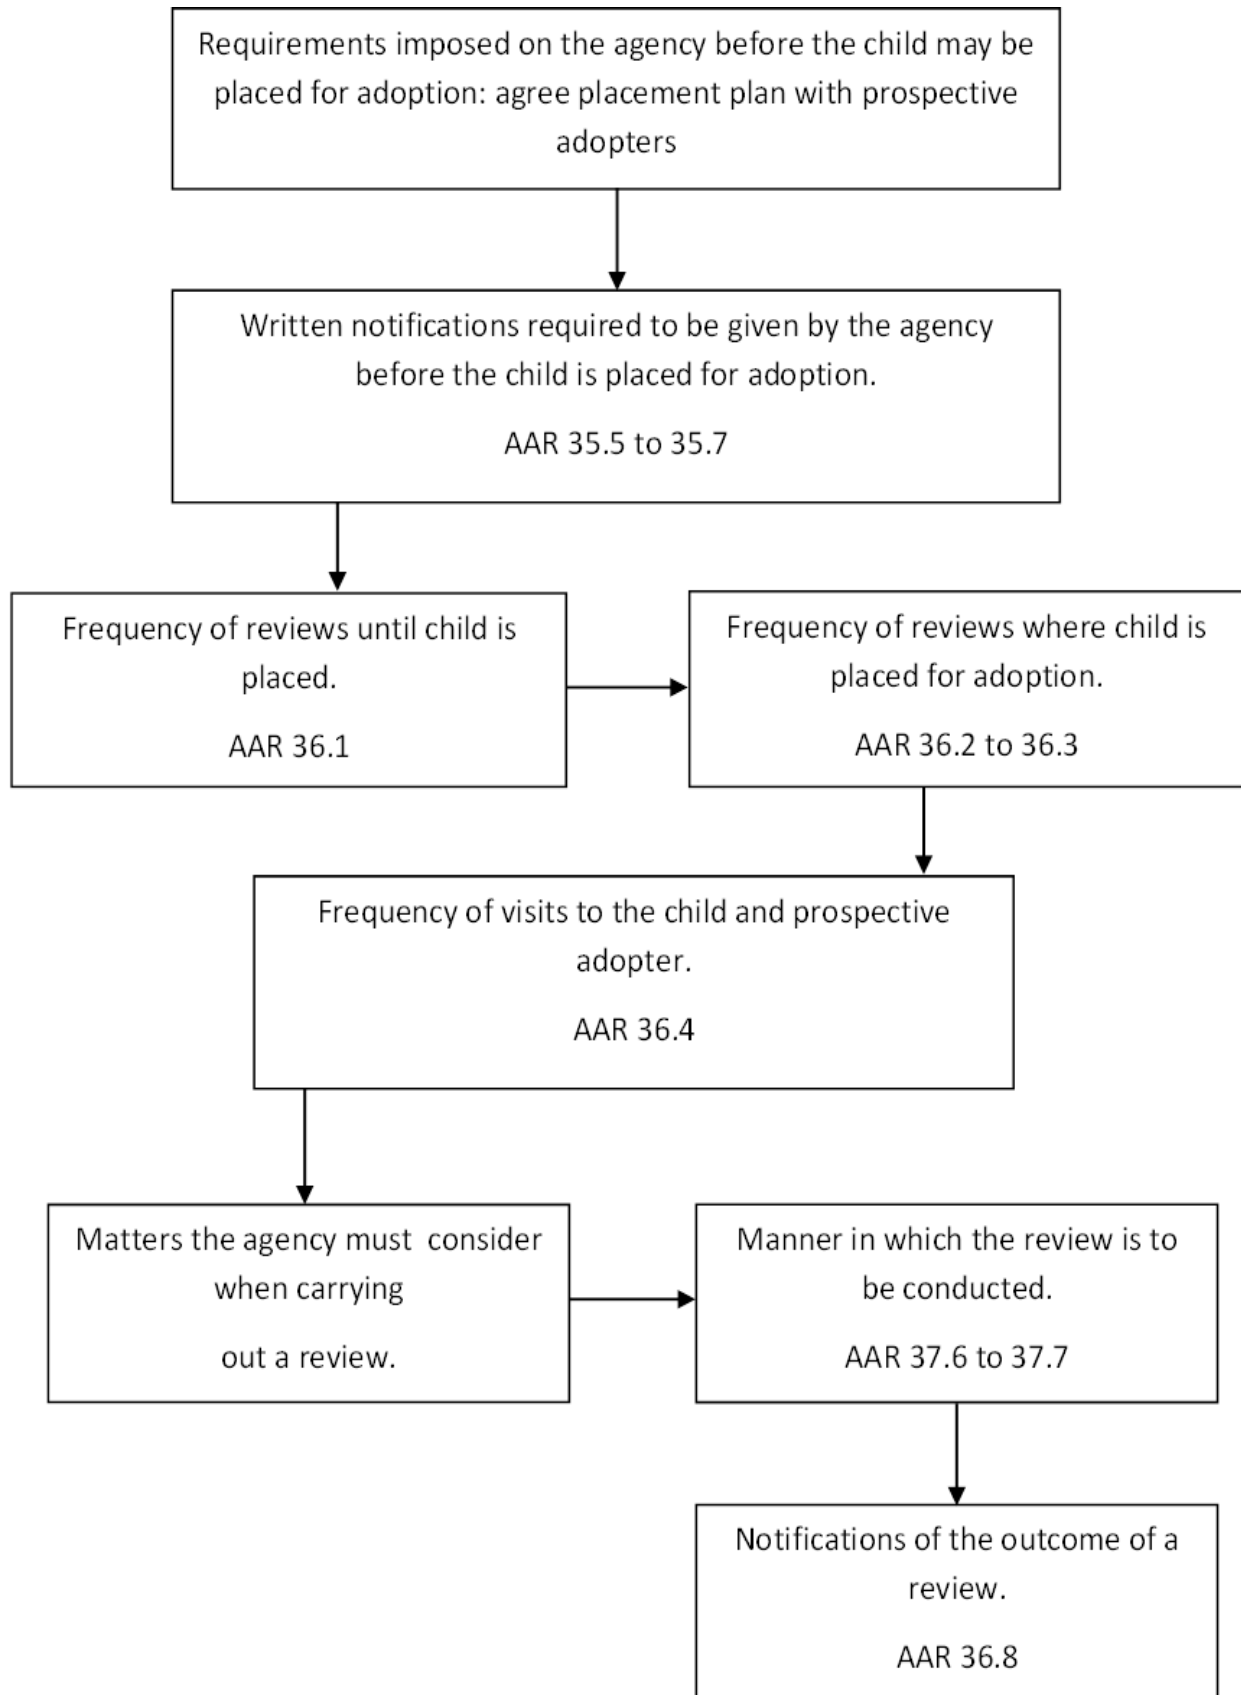 Requirements imposed on the agency before the child may be
placed for adoption: agree placement plan with prospective
adopters
Written notifications required to be given by the agency
before the child is placed for adoption.
AAR 35.5 to 35.7
Frequency of reviews until child is
placed.
AAR 36.1
Frequency of reviews where child is
placed for adoption.
AAR 36.2 to 36.3
Frequency of visits to the child and prospective
adopter.
AAR 36.4
Matters the agency must consider
when carrying
out a review.
Manner in which the review is to
be conducted.
AAR 37.6 to 37.7
Notifications of the outcome of a
review.
AAR 36.8